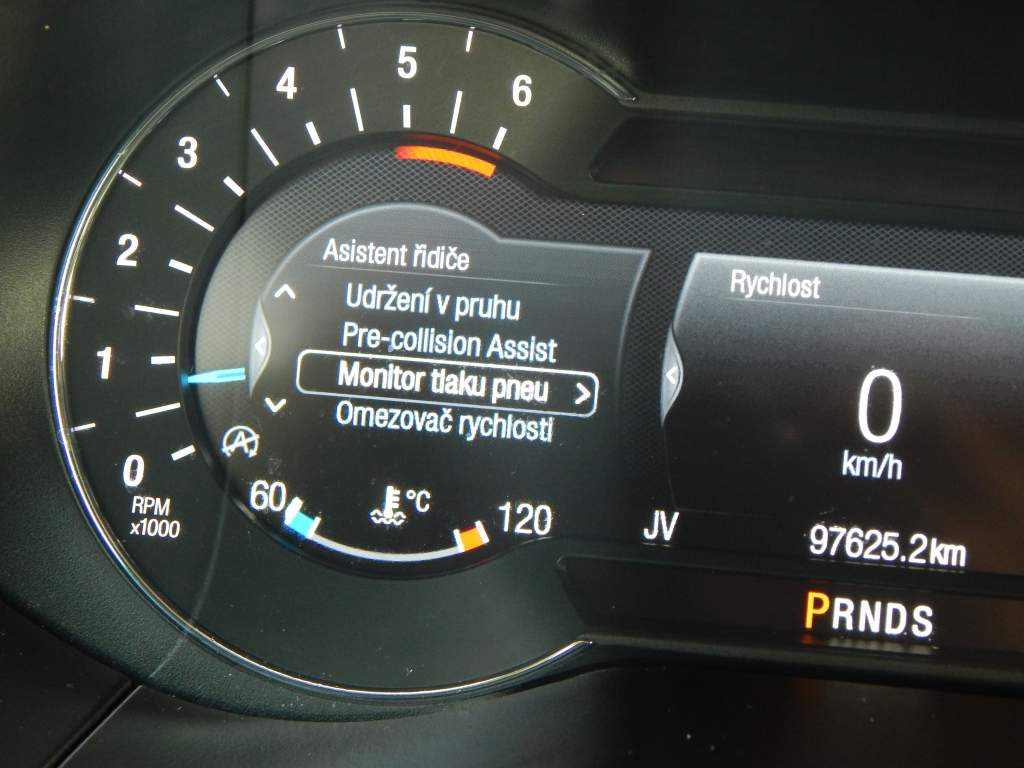 5
4
6
3
2
1
0
RPM
x1000
Asistent řidiče
Udržení v pruhu
Pre-collision Assist
Monitor tlaku pneu
Omezovač rychlosti
A
60
°C
120
Rychlost
0
km/h
JV
97625.2km
PRNDS